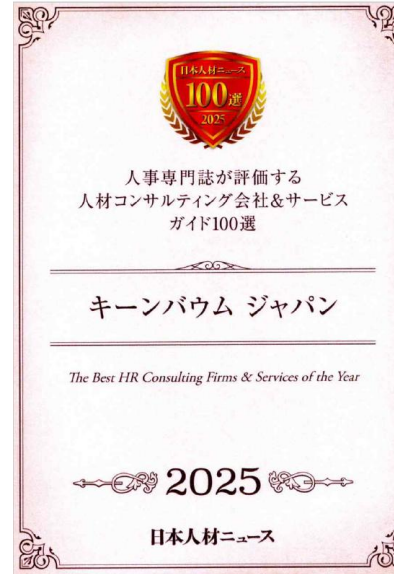 日本人材ニュース
100選
2025
人事専門誌が評価する
人材コンサルティング会社&サービス
ガイド100選
キーンバウム ジャパン
The Best HR Consulting Firms & Services of the Year
2025
日本人材ニュース